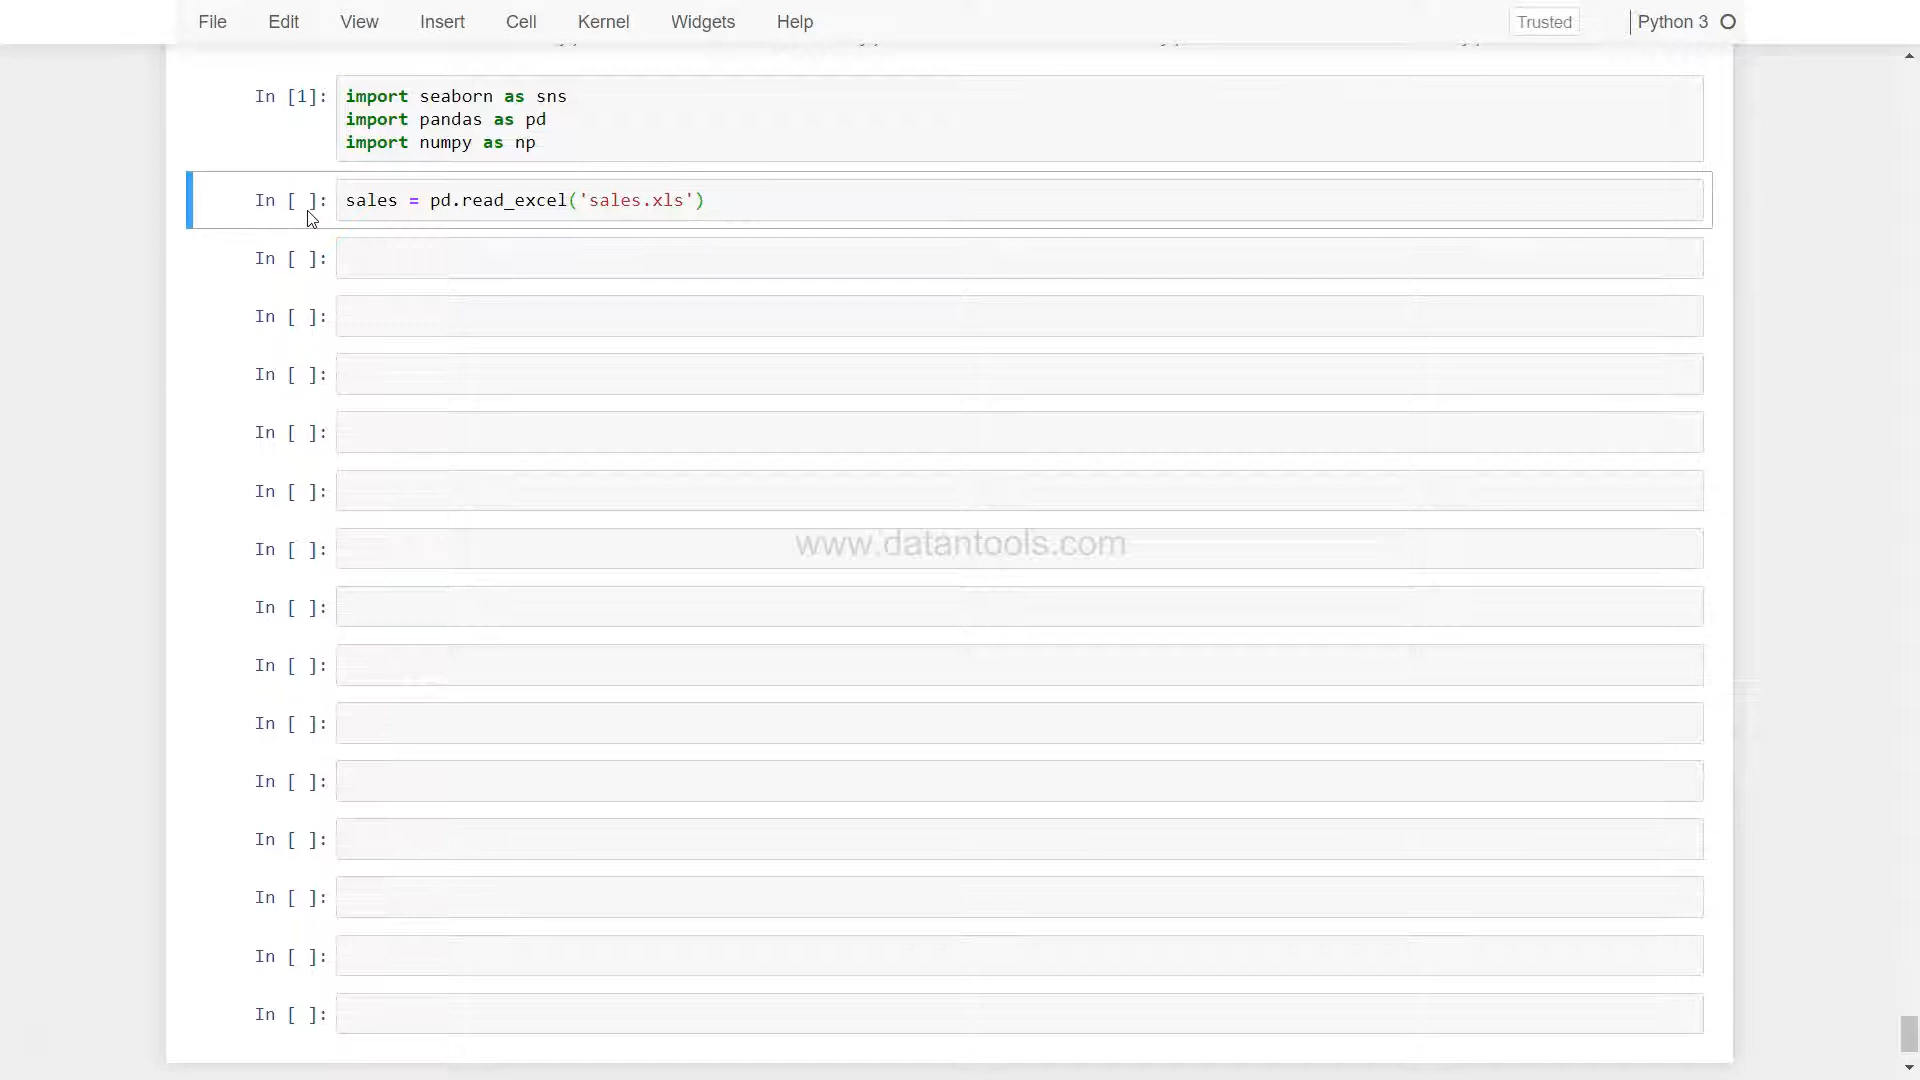 File Edit View Insert Cell Kernel Widgets Help Trusted Python 3
In [1]: import seaborn as sns
import pandas as pd
import numpy as np
In [ ]: sales = pd.read_excel('sales.xls')
In [ ]:
In [ ]:
In [ ]:
In [ ]:
In [ ]:
In [ ]:
www.datantools.com
In [ ]:
In [ ]:
In [ ]:
In [ ]:
In [ ]:
In [ ]:
In [ ]:
In [ ]: